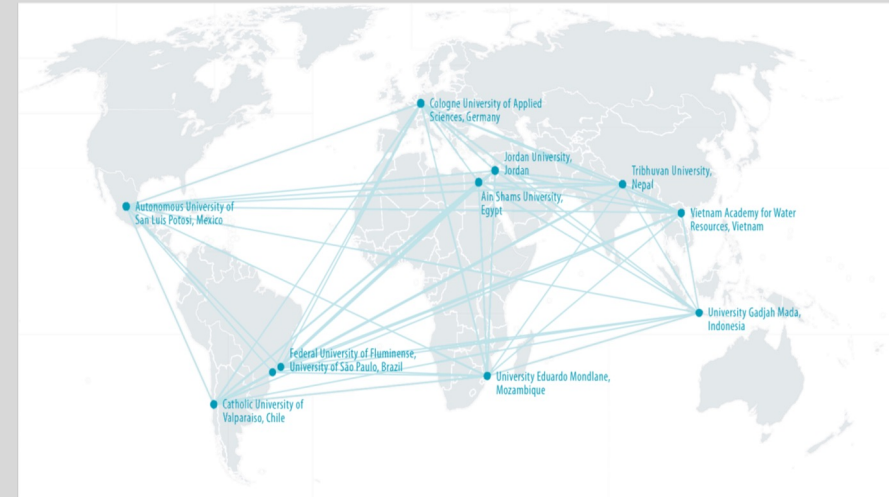 Cologne University of Applied
Sciences, Germany
Jordan University,
Jordan
Tribhuvan University,
Nepal
Ain Shams University,
Egypt
Autonomous University of
San Luis Potosi, Mexico
Vietnam Academy for Water
Resources, Vietnam
University Gadjah Mada,
Indonesia
Federal University of Fluminense,
University of São Paulo, Brazil
University Eduardo Mondlane,
Mozambique
Catholic University of
Valparaiso, Chile